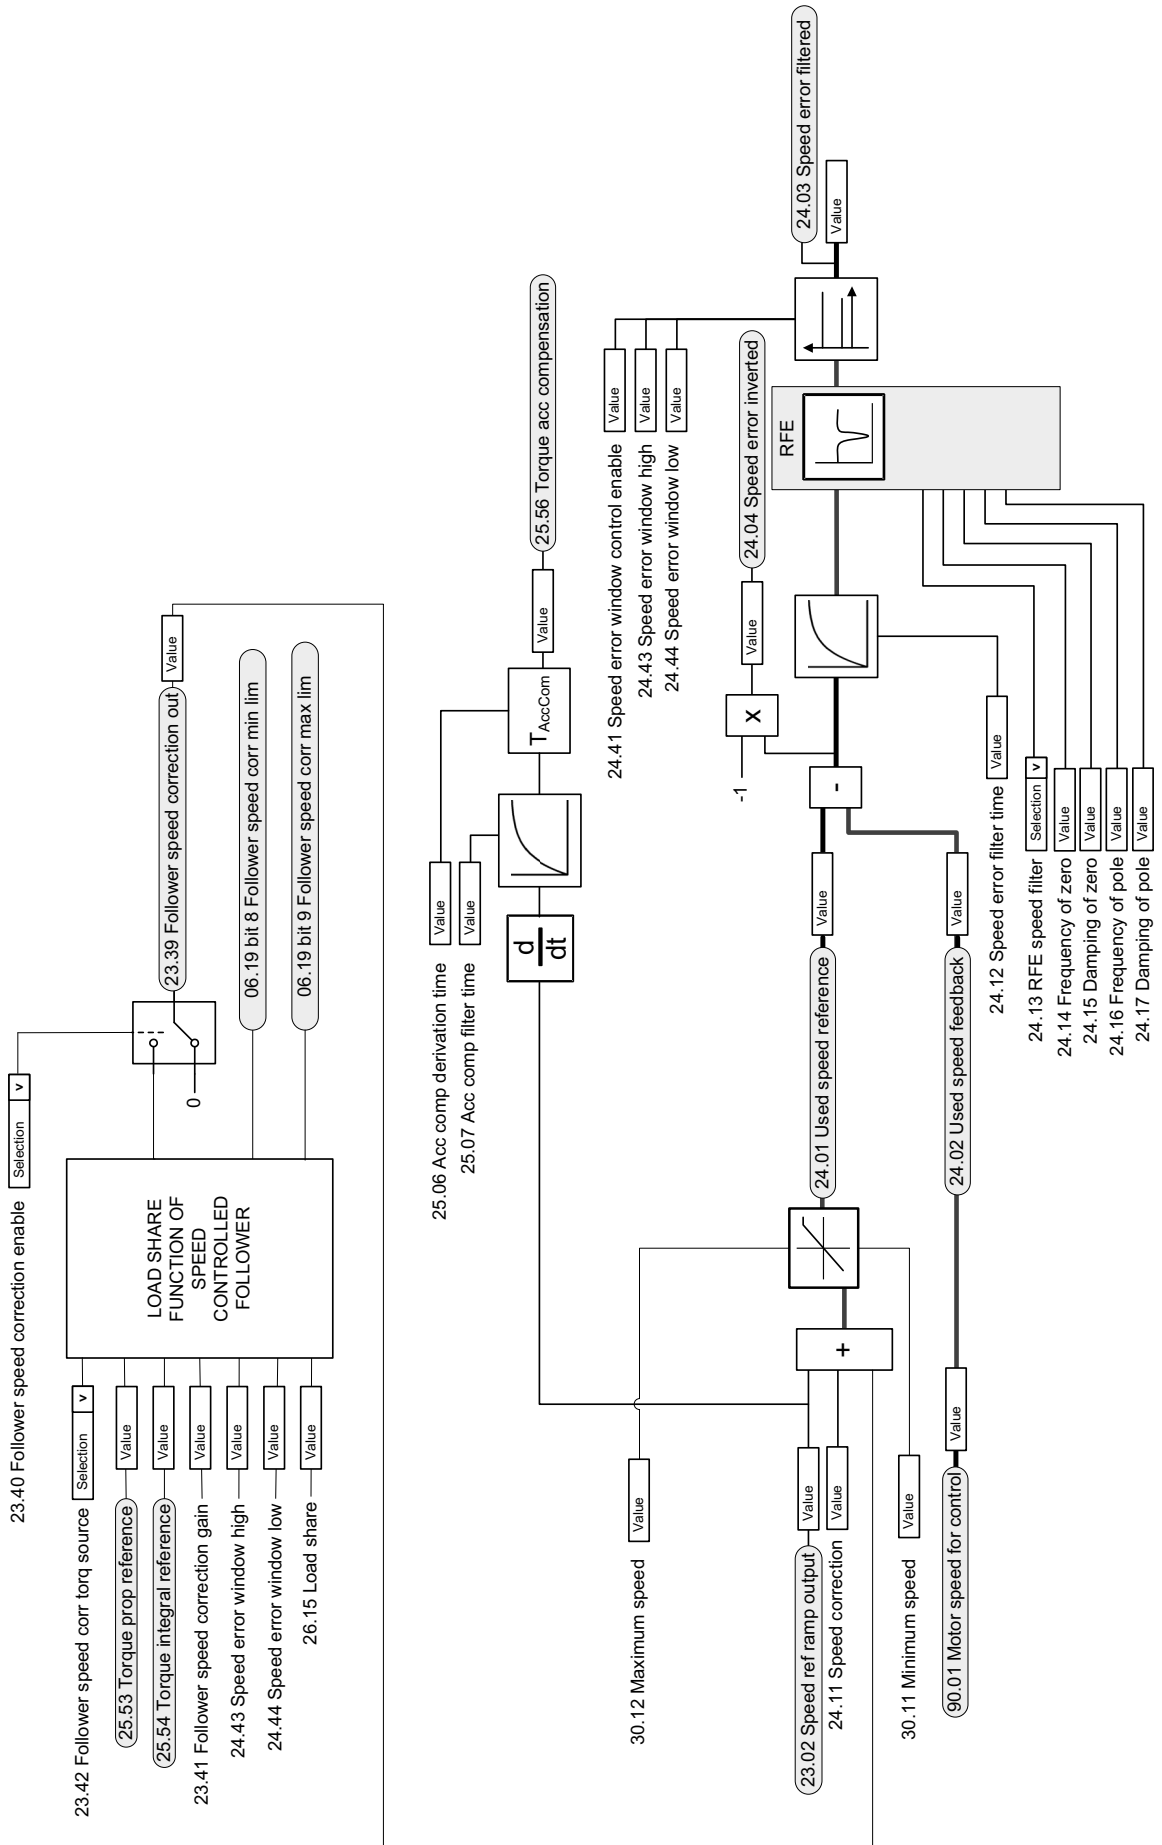 23.40 Follower speed correction enable
Selection
v
23.42 Follower speed corr torq source
Selection
v
25.53 Torque prop reference
Value
25.54 Torque integral reference
Value
23.41 Follower speed correction gain
Value
24.43 Speed error window high
Value
24.44 Speed error window low
Value
26.15 Load share
Value
LOAD SHARE
FUNCTION OF
SPEED
CONTROLLED
FOLLOWER
0
23.39 Follower speed correction out
Value
06.19 bit 8 Follower speed corr min lim
06.19 bit 9 Follower speed corr max lim
25.06 Acc comp derivation time
Value
25.07 Acc comp filter time
Value
d
dt
TAccCom
Value
25.56 Torque acc compensation
24.41 Speed error window control enable
Value
24.43 Speed error window high
Value
24.44 Speed error window low
Value
30.12 Maximum speed
Value
23.02 Speed ref ramp output
Value
24.11 Speed correction
Value
30.11 Minimum speed
Value
90.01 Motor speed for control
Value
+
24.01 Used speed reference
Value
24.02 Used speed feedback
Value
-
-1
X
Value
24.04 Speed error inverted
RFE
24.03 Speed error filtered
Value
24.12 Speed error filter time
Value
24.13 RFE speed filter
Selection
v
24.14 Frequency of zero
Value
24.15 Damping of zero
Value
24.16 Frequency of pole
Value
24.17 Damping of pole
Value